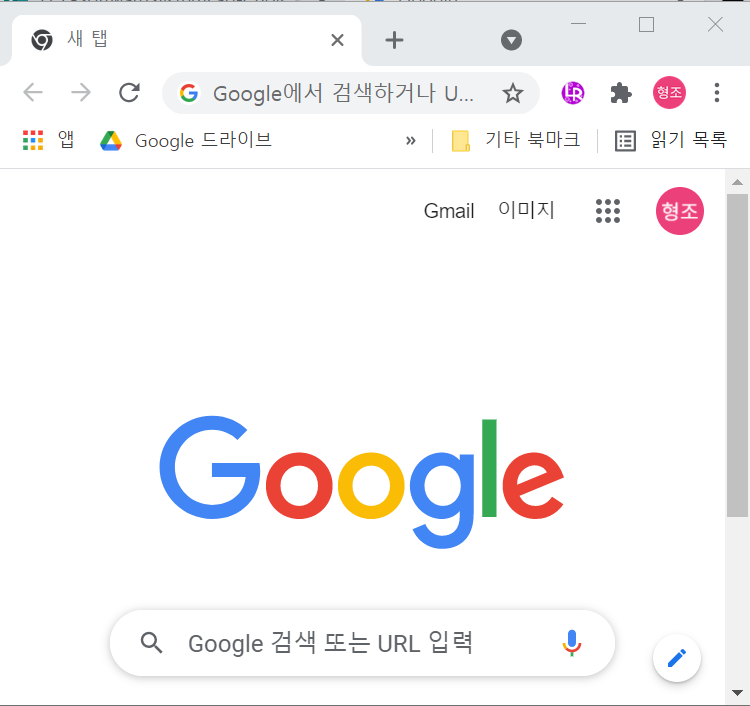 새 탭
Google에서 검색하거나 U...
형조
앱 Google 드라이브 » 기타 북마크 읽기 목록
Gmail 이미지 형조
Google
Google 검색 또는 URL 입력